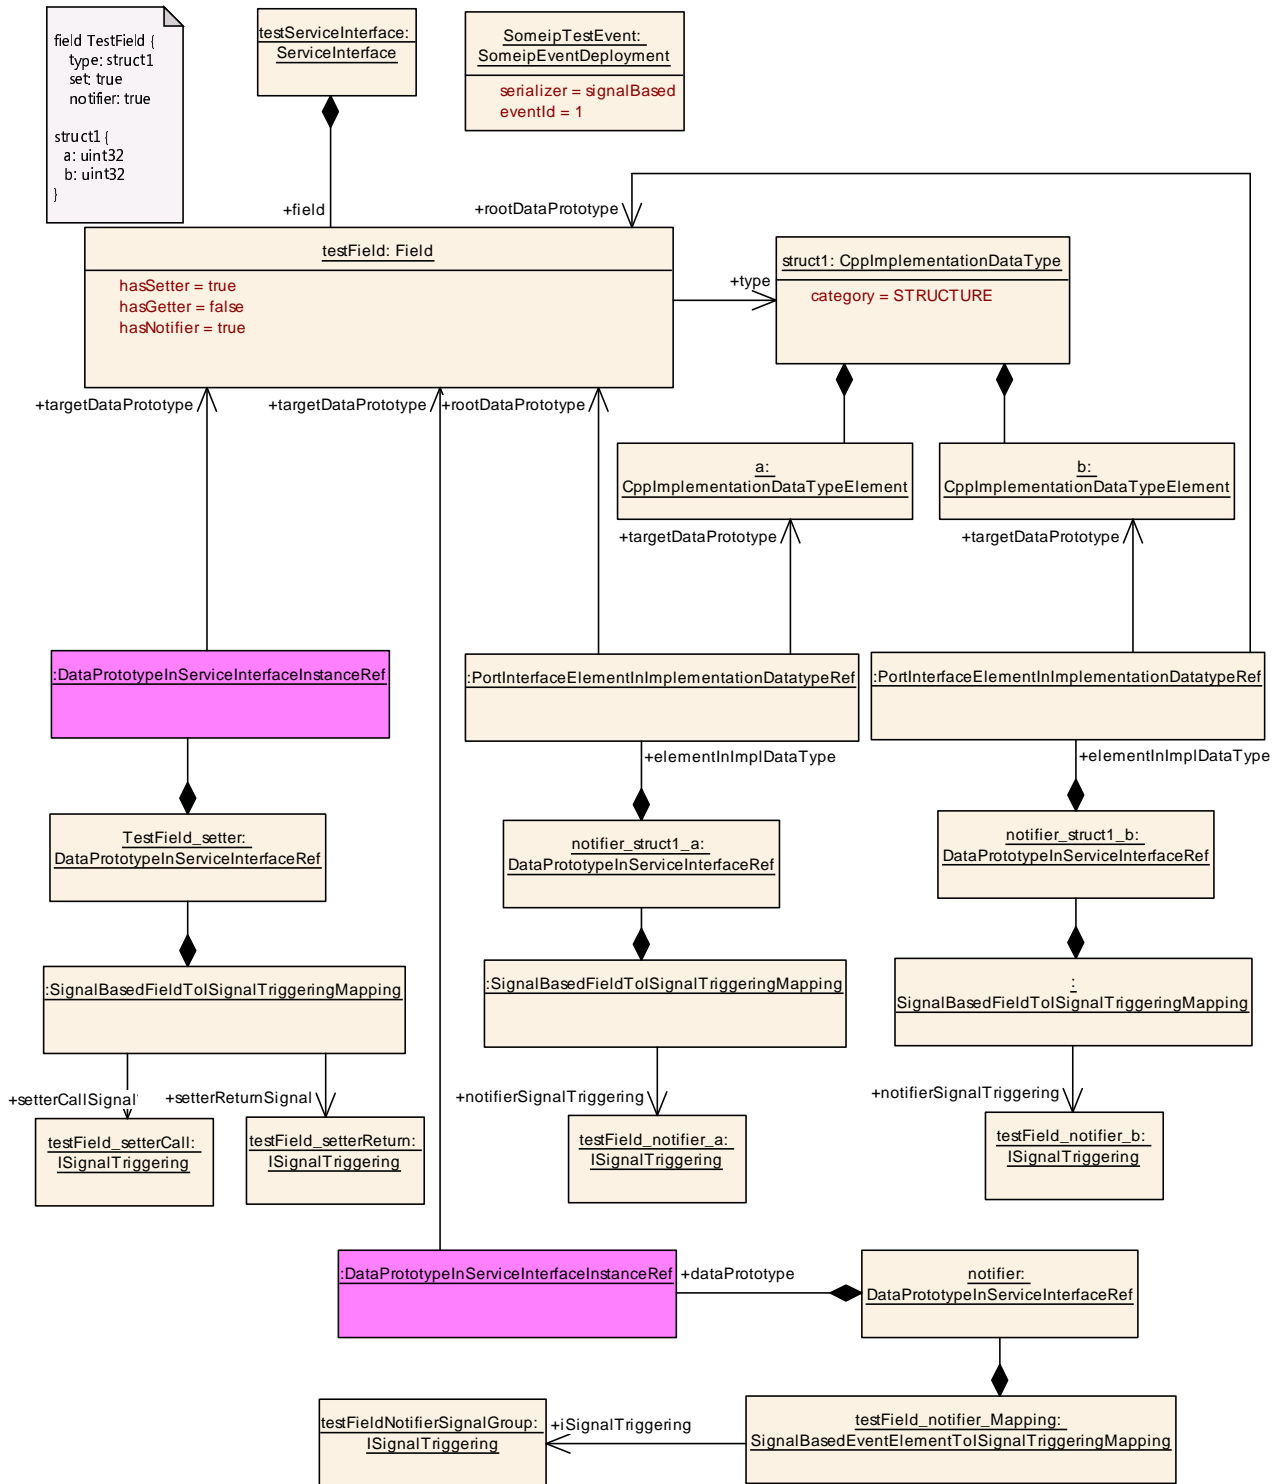 field TestField {
type: struct1
set: true
notifier: true
struct1 {
a: uint32
b: uint32
}
testServiceInterface:
ServiceInterface
SomeipTestEvent:
SomeipEventDeployment
serializer = signalBased
eventId = 1
+field
+rootDataPrototype
testField: Field
hasSetter = true
hasGetter = false
hasNotifier = true
+type
struct1: CppImplementationDataType
category = STRUCTURE
+targetDataPrototype
+targetDataPrototype
+rootDataPrototype
a:
CppImplementationDataTypeElement
b:
CppImplementationDataTypeElement
+targetDataPrototype
+targetDataPrototype
:DataPrototypeInServiceInterfaceInstanceRef
:PortInterfaceElementInImplementationDatatypeRef
:PortInterfaceElementInImplementationDatatypeRef
+elementInImplDataType
+elementInImplDataType
TestField_setter:
DataPrototypeInServiceInterfaceRef
notifier_struct1_a:
DataPrototypeInServiceInterfaceRef
notifier_struct1_b:
DataPrototypeInServiceInterfaceRef
:SignalBasedFieldToISignalTriggeringMapping
:SignalBasedFieldToISignalTriggeringMapping
:
SignalBasedFieldToISignalTriggeringMapping
+setterCallSignal
+setterReturnSignal
+notifierSignalTriggering
+notifierSignalTriggering
testField_setterCall:
ISignalTriggering
testField_setterReturn:
ISignalTriggering
testField_notifier_a:
ISignalTriggering
testField_notifier_b:
ISignalTriggering
:DataPrototypeInServiceInterfaceInstanceRef
+dataPrototype
notifier:
DataPrototypeInServiceInterfaceRef
testFieldNotifierSignalGroup:
ISignalTriggering
+iSignalTriggering
testField_notifier_Mapping:
SignalBasedEventElementToISignalTriggeringMapping